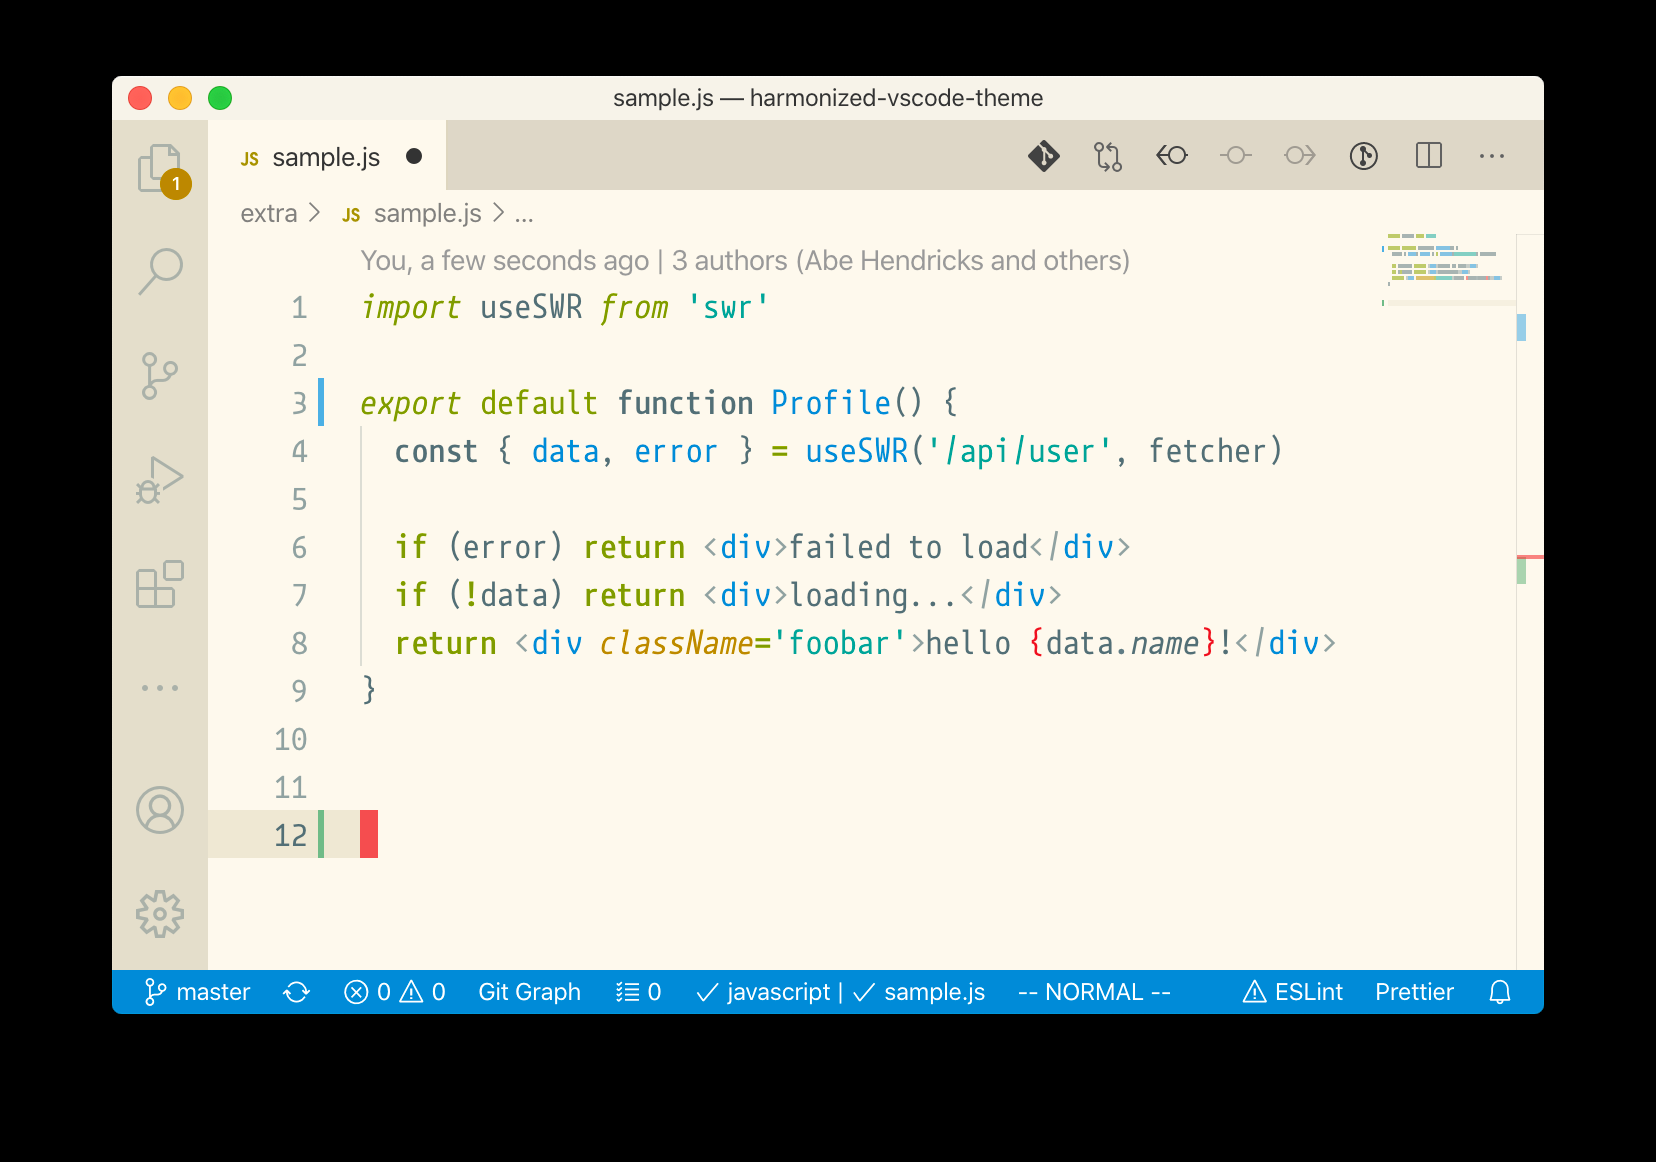 sample.js — harmonized-vscode-theme
JS sample.js
1
extra > JS sample.js > ...
You, a few seconds ago | 3 authors (Abe Hendricks and others)
1 import useSWR from 'swr'
2
3 export default function Profile() {
4 const { data, error } = useSWR('/api/user', fetcher)
5
6 if (error) return <div>failed to load</div>
7 if (!data) return <div>loading...</div>
8 return <div className='foobar'>hello {data.name}!</div>
9 }
10
11
12
master 0 0 Git Graph 0 javascript | sample.js -- NORMAL -- ESLint Prettier